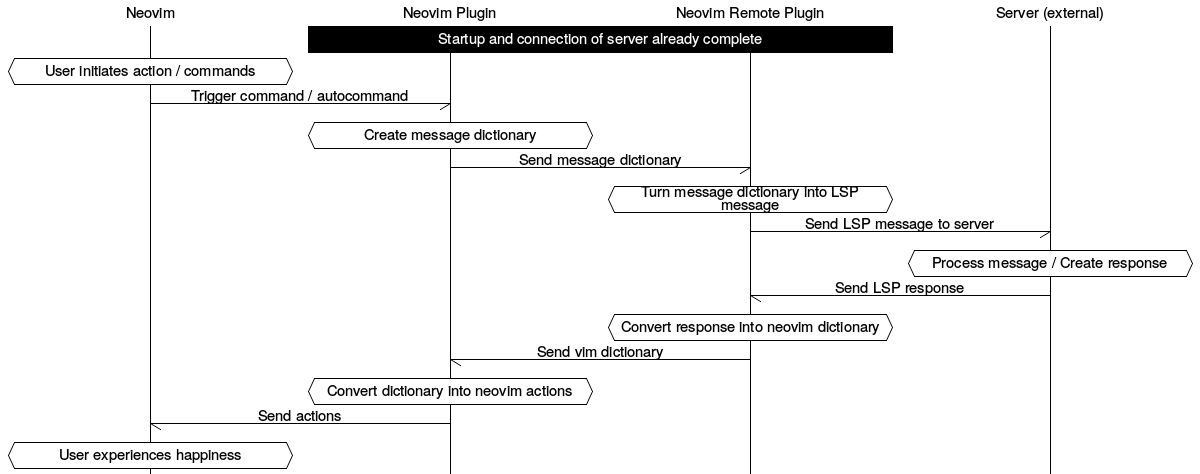 Neovim
Neovim Plugin
Neovim Remote Plugin
Server (external)
Startup and connection of server already complete
User initiates action / commands
Trigger command / autocommand
Create message dictionary
Send message dictionary
Turn message dictionary into LSP
message
Send LSP message to server
Process message / Create response
Send LSP response
Convert response into neovim dictionary
Send vim dictionary
Convert dictionary into neovim actions
Send actions
User experiences happiness